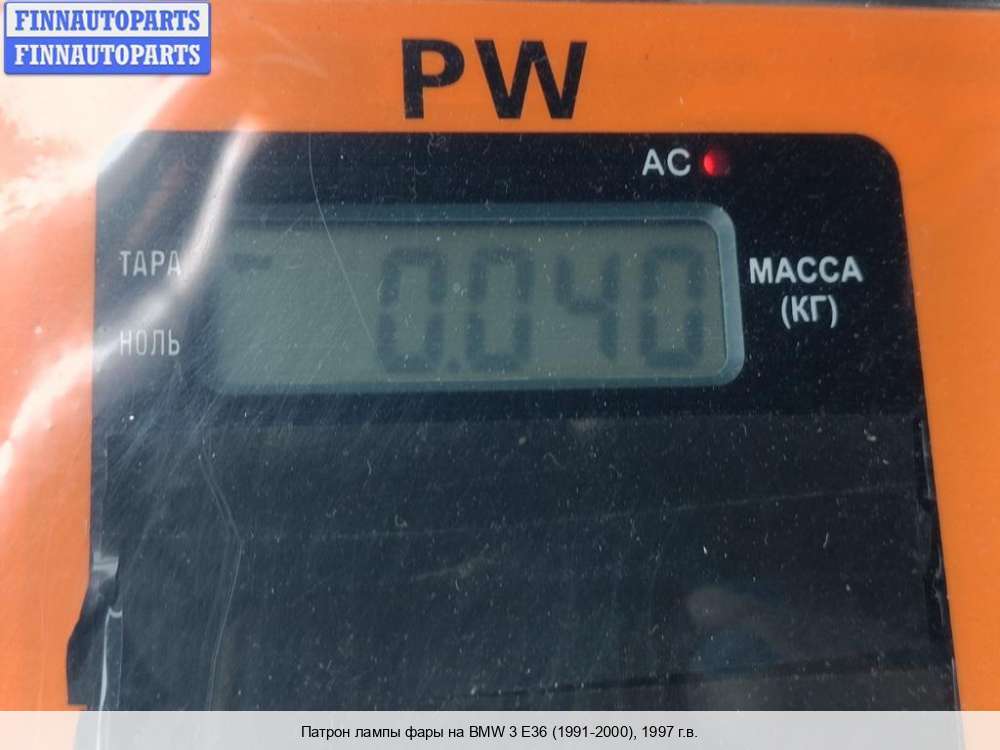 FINNAUTOPARTS
FINNAUTOPARTS
PW
AC
ТАРА
0.040
МАССА
(КГ)
НОЛЬ
Патрон лампы фары на BMW 3 E36 (1991-2000), 1997 г.в.